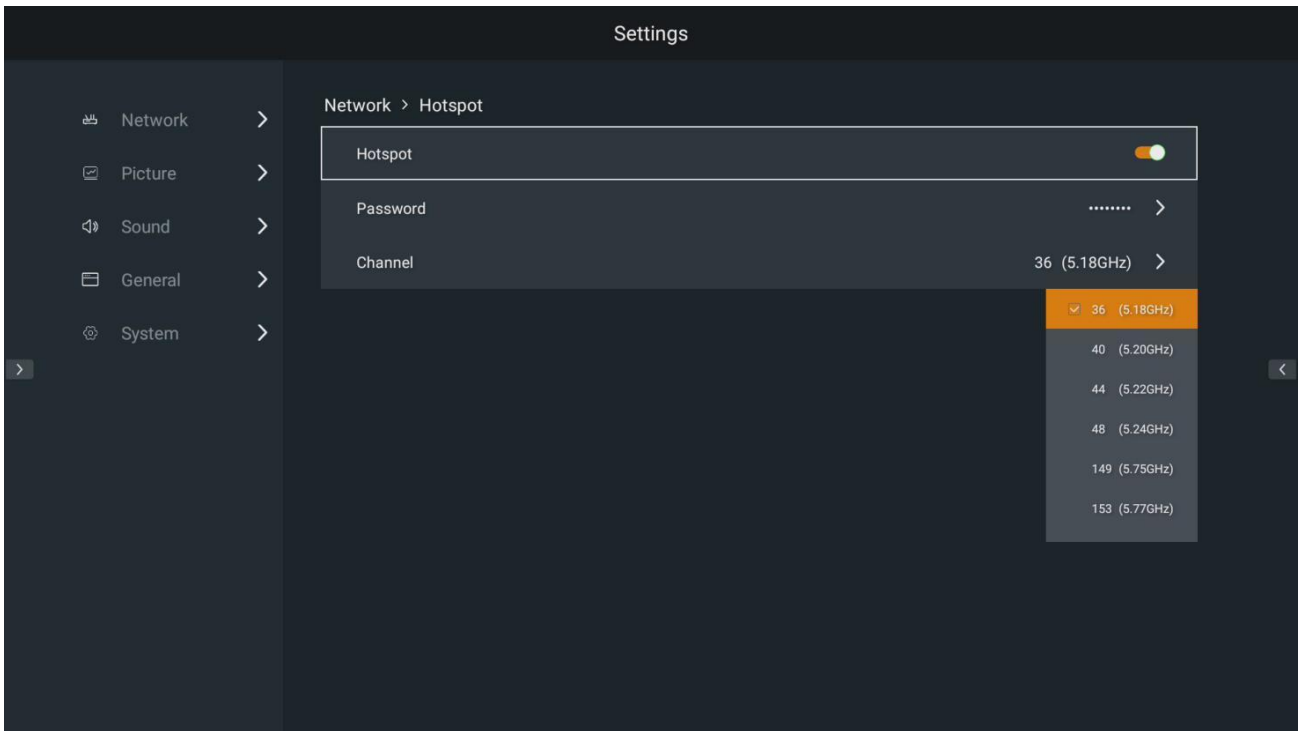 Settings
Network
Picture
Sound
General
System
Network > Hotspot
Hotspot
Password ········
Channel 36 (5.18GHz)
36 (5.18GHz)
40 (5.20GHz)
44 (5.22GHz)
48 (5.24GHz)
149 (5.75GHz)
153 (5.77GHz)